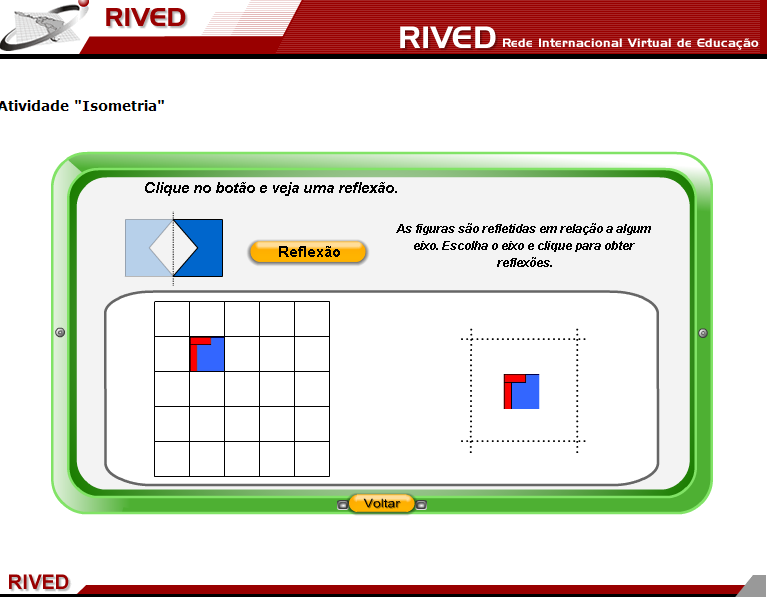 RIVED
RIVED Rede Internacional Virtual de Educação
Atividade "Isometria"
Clique no botão e veja uma reflexão.
As figuras são refletidas em relação a algum
eixo. Escolha o eixo e clique para obter
reflexões.
Reflexão
Voltar
RIVED